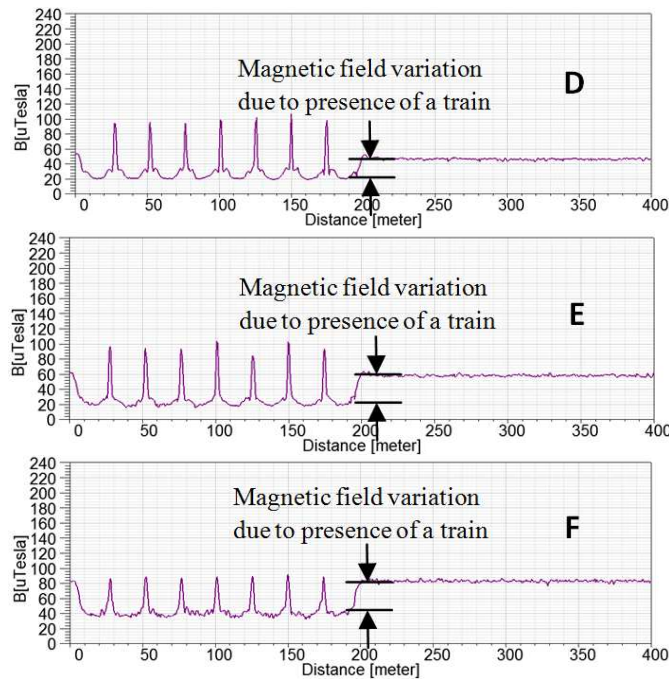 240
220
200
180
160
140
120
100
80
60
40
20
0
B[uTesla]
Magnetic field variation
due to presence of a train
D
0 50 100 150 200 250 300 350 400
Distance [meter]
240
220
200
180
160
140
120
100
80
60
40
20
0
B[uTesla]
Magnetic field variation
due to presence of a train
E
0 50 100 150 200 250 300 350 400
Distance [meter]
240
220
200
180
160
140
120
100
80
60
40
20
0
B[uTesla]
Magnetic field variation
due to presence of a train
F
0 50 100 150 200 250 300 350 400
Distance [meter]